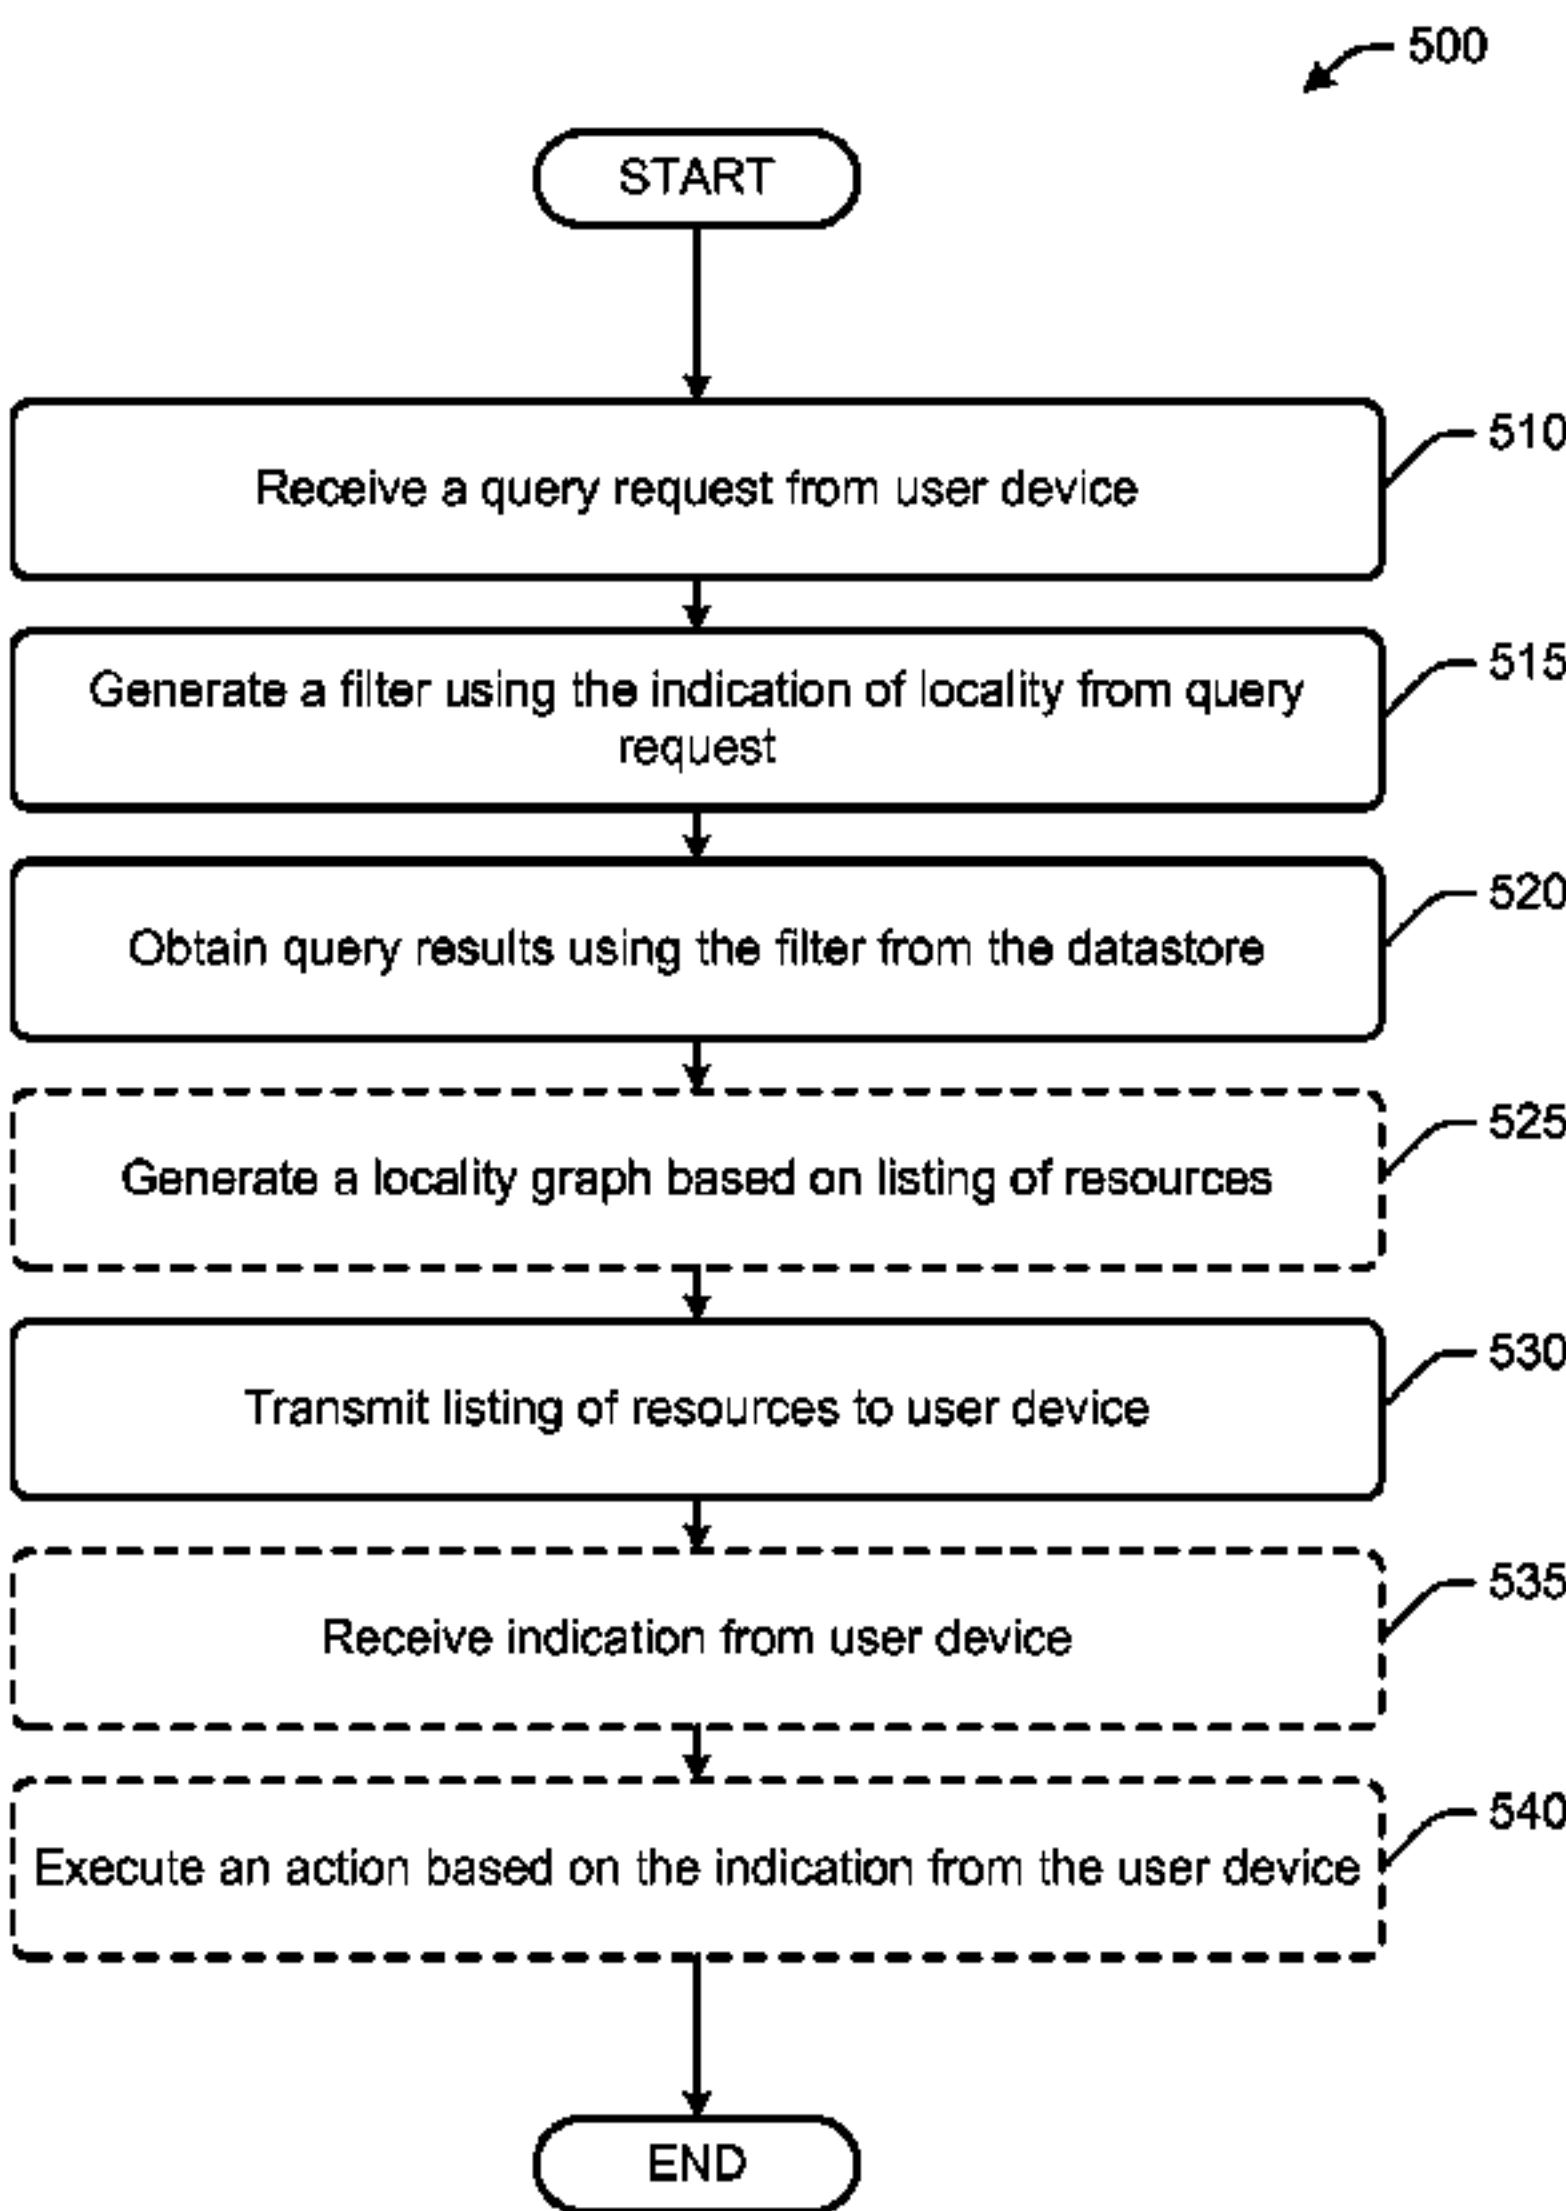 500
START
Receive a query request from user device
510
Generate a filter using the indication of locality from query
request
515
Obtain query results using the filter from the datastore
520
Generate a locality graph based on listing of resources
525
Transmit listing of resources to user device
530
Receive indication from user device
535
Execute an action based on the indication from the user device
540
END